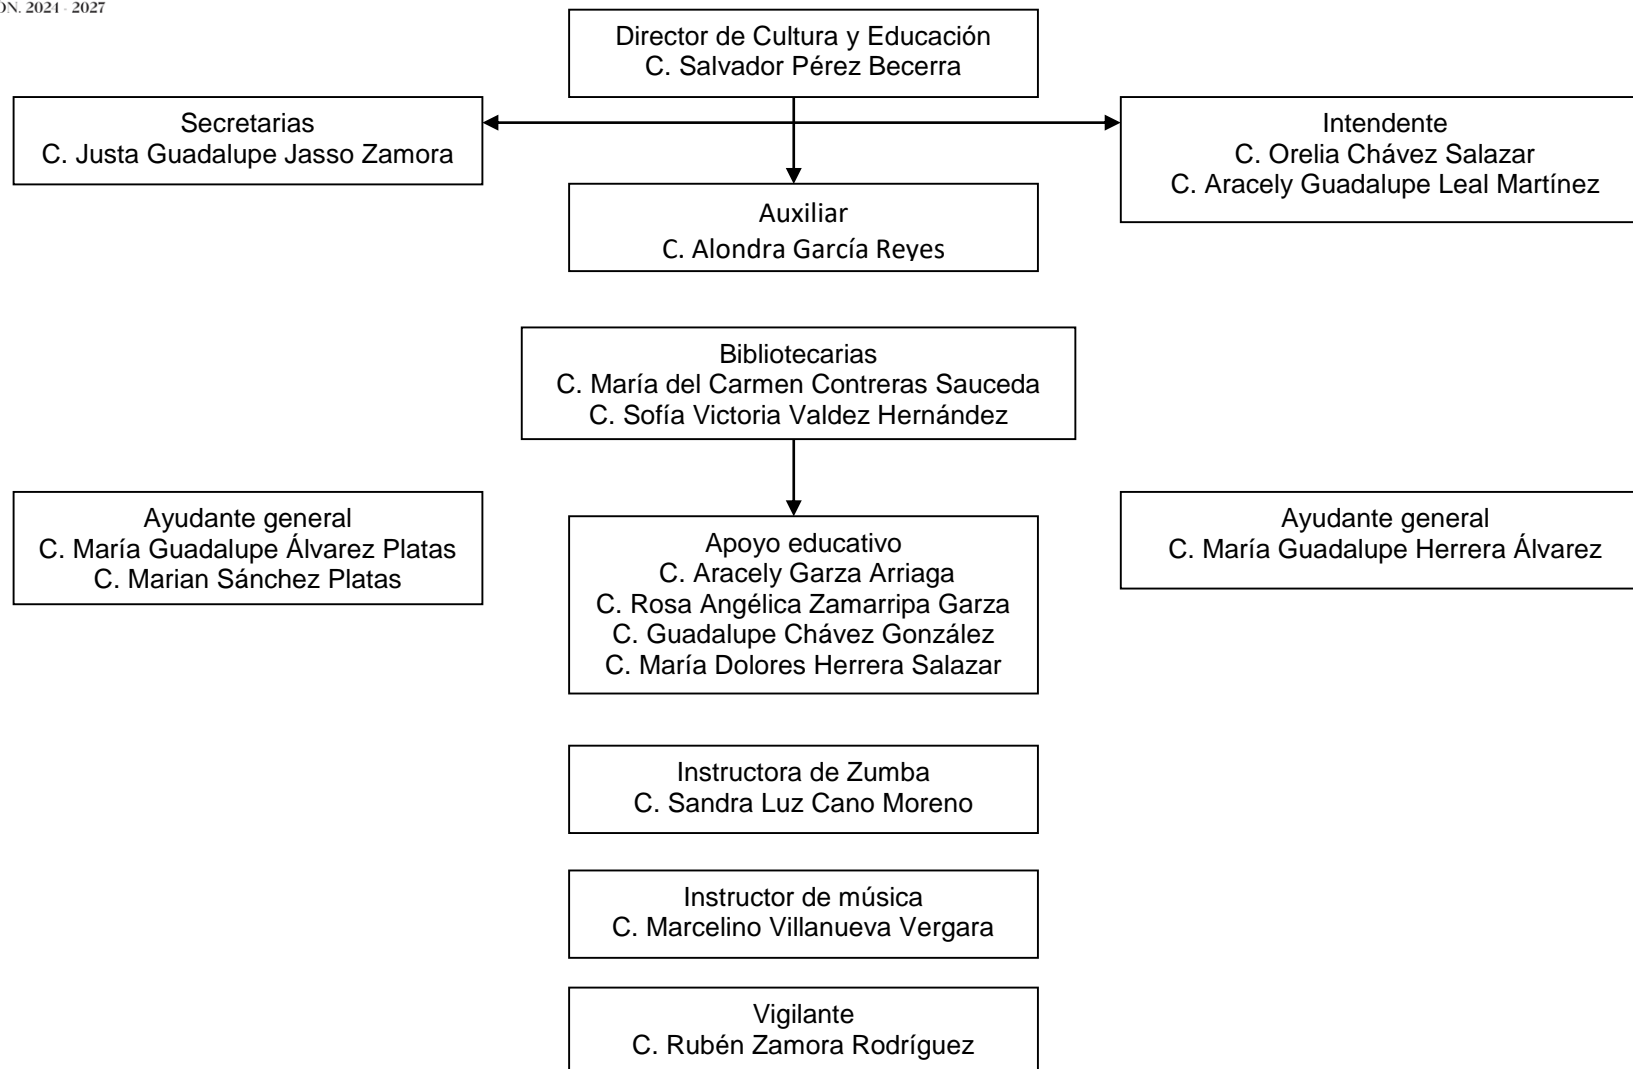 2024 - 2027
Director de Cultura y Educación
C. Salvador Pérez Becerra
Secretarias
C. Justa Guadalupe Jasso Zamora
Intendente
C. Orelia Chávez Salazar
C. Aracely Guadalupe Leal Martínez
Auxiliar
C. Alondra García Reyes
Bibliotecarias
C. María del Carmen Contreras Sauceda
C. Sofía Victoria Valdez Hernández
Ayudante general
C. María Guadalupe Álvarez Platas
C. Marian Sánchez Platas
Apoyo educativo
C. Aracely Garza Arriaga
C. Rosa Angélica Zamarripa Garza
C. Guadalupe Chávez González
C. María Dolores Herrera Salazar
Ayudante general
C. María Guadalupe Herrera Álvarez
Instructora de Zumba
C. Sandra Luz Cano Moreno
Instructor de música
C. Marcelino Villanueva Vergara
Vigilante
C. Rubén Zamora Rodríguez